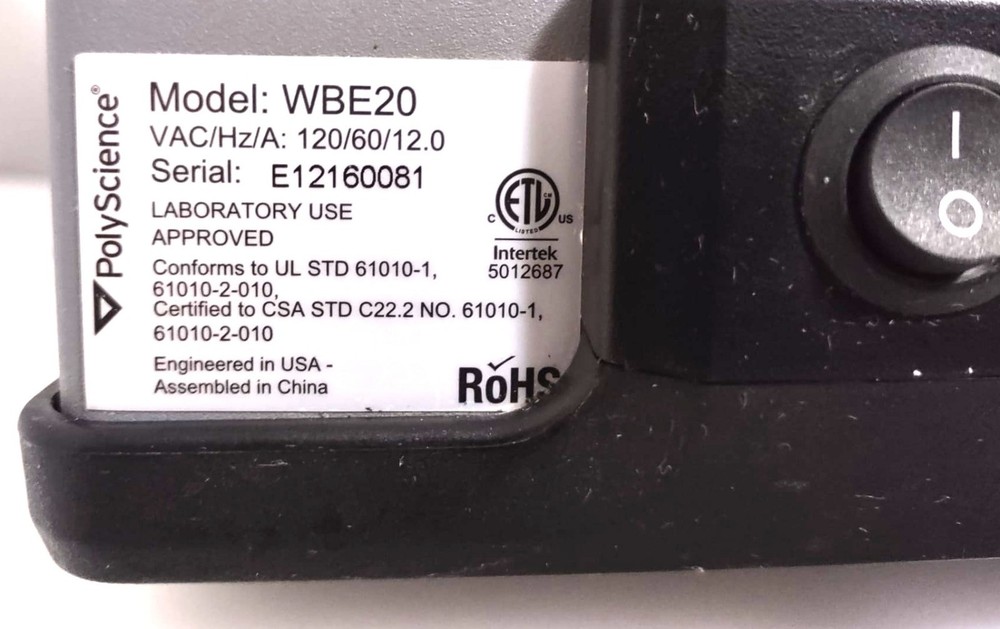 PolyScience®
Model: WBE20
VAC/Hz/A: 120/60/12.0
Serial: E12160081
LABORATORY USE
APPROVED
Conforms to UL STD 61010-1,
61010-2-010,
Certified to CSA STD C22.2 NO. 61010-1,
61010-2-010
Engineered in USA -
Assembled in China
ETL CM
LISTED
C US
Intertek
5012687
RoHS
I
O